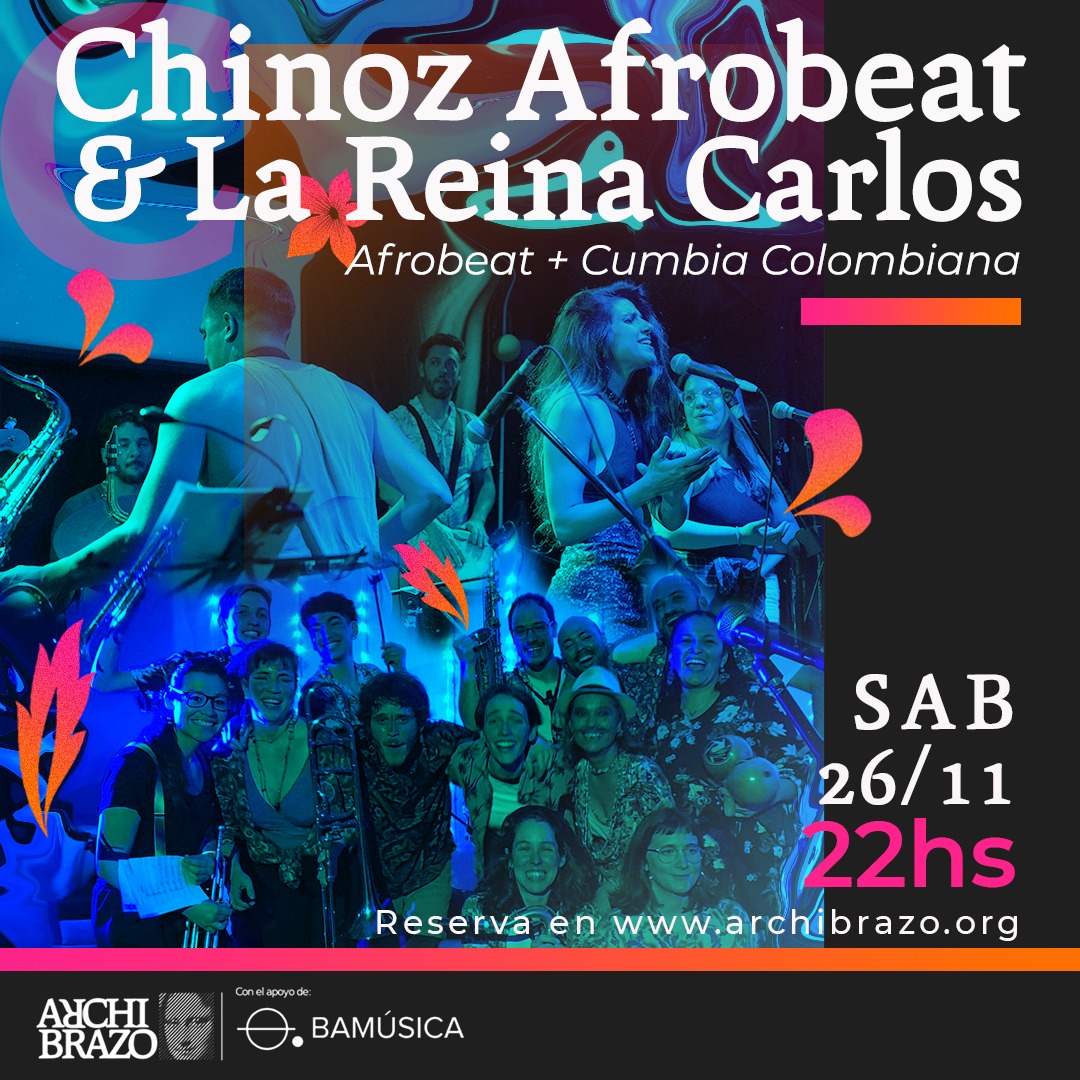 Chinoz Afrobeat
& La Reina Carlos
Afrobeat + Cumbia Colombiana
SAB
26/11
22hs
Reserva en www.archibrazo.org
ARCHI
BRAZO
Con el apoyo de:
BAMÚSICA